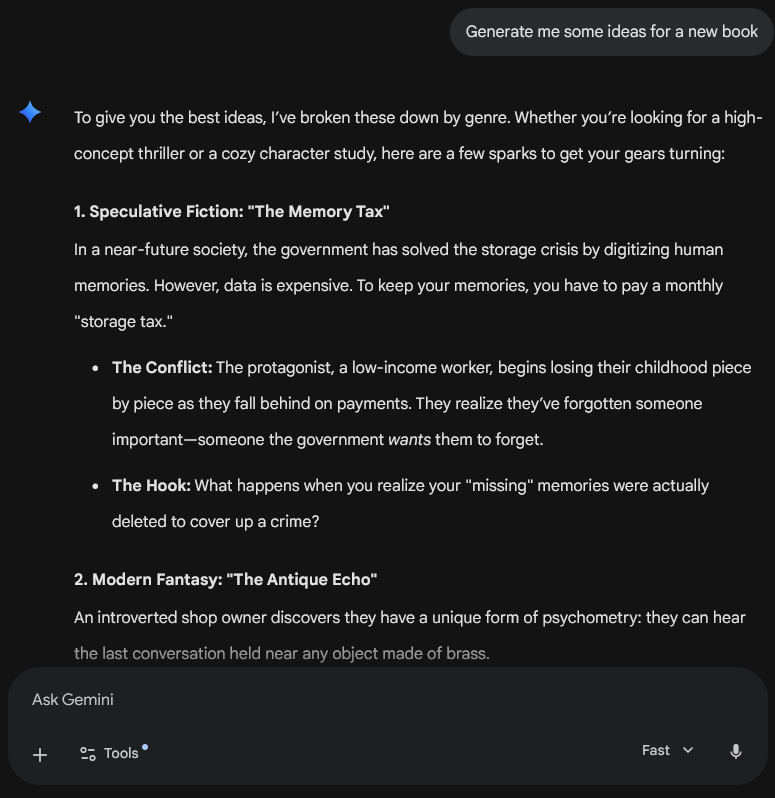 Generate me some ideas for a new book
To give you the best ideas, I’ve broken these down by genre. Whether you’re looking for a high-
concept thriller or a cozy character study, here are a few sparks to get your gears turning:
1. Speculative Fiction: "The Memory Tax"
In a near-future society, the government has solved the storage crisis by digitizing human
memories. However, data is expensive. To keep your memories, you have to pay a monthly
"storage tax."
• The Conflict: The protagonist, a low-income worker, begins losing their childhood piece
by piece as they fall behind on payments. They realize they’ve forgotten someone
important—someone the government wants them to forget.
• The Hook: What happens when you realize your "missing" memories were actually
deleted to cover up a crime?
2. Modern Fantasy: "The Antique Echo"
An introverted shop owner discovers they have a unique form of psychometry: they can hear
the last conversation held near any object made of brass.
Ask Gemini
Tools
Fast